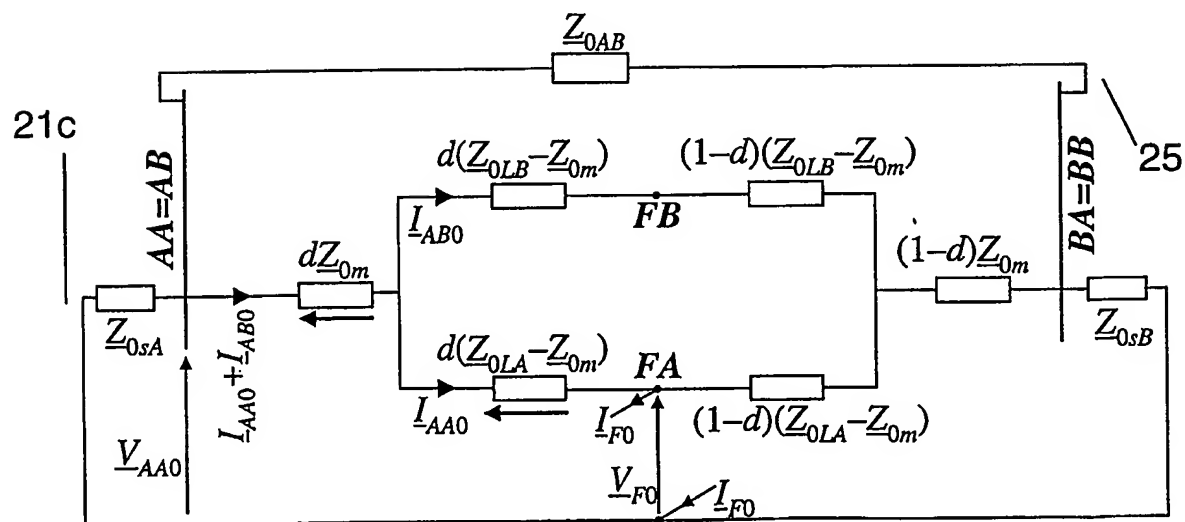 Z0AB
21c
25
AA=AB
BA=BB
d(Z0LB–Z0m)
(1–d)(Z0LB–Z0m)
IAB0
FB
dZ0m
(1–d)Z0m
Z0sA
Z0sB
IAA0+IAB0
d(Z0LA–Z0m)
FA
IAA0
IF0
(1–d)(Z0LA–Z0m)
VAA0
VF0
IF0